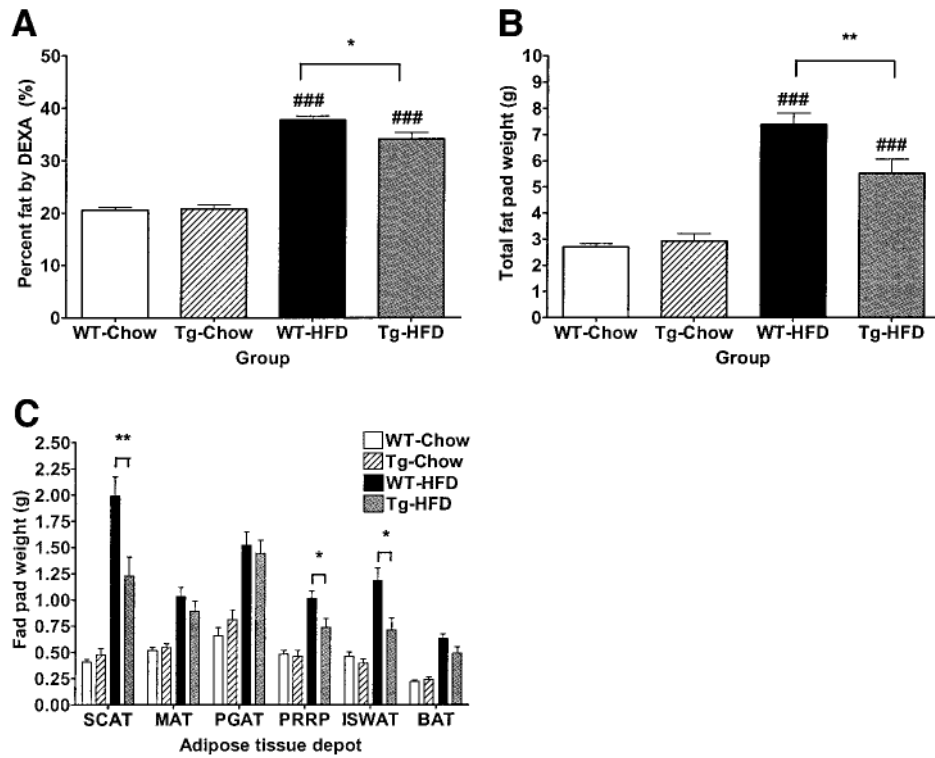 A
Percent fat by DEXA (%)
50
40
30
20
10
0
*
###
###
WT-Chow Tg-Chow WT-HFD Tg-HFD
Group
B
Total fat pad weight (g)
10
9
8
7
6
5
4
3
2
1
0
**
###
###
WT-Chow Tg-Chow WT-HFD Tg-HFD
Group
C
Fad pad weight (g)
2.50
2.25
2.00
1.75
1.50
1.25
1.00
0.75
0.50
0.25
0.00
**
*
*
WT-Chow
Tg-Chow
WT-HFD
Tg-HFD
SCAT MAT PGAT PRRP ISWAT BAT
Adipose tissue depot